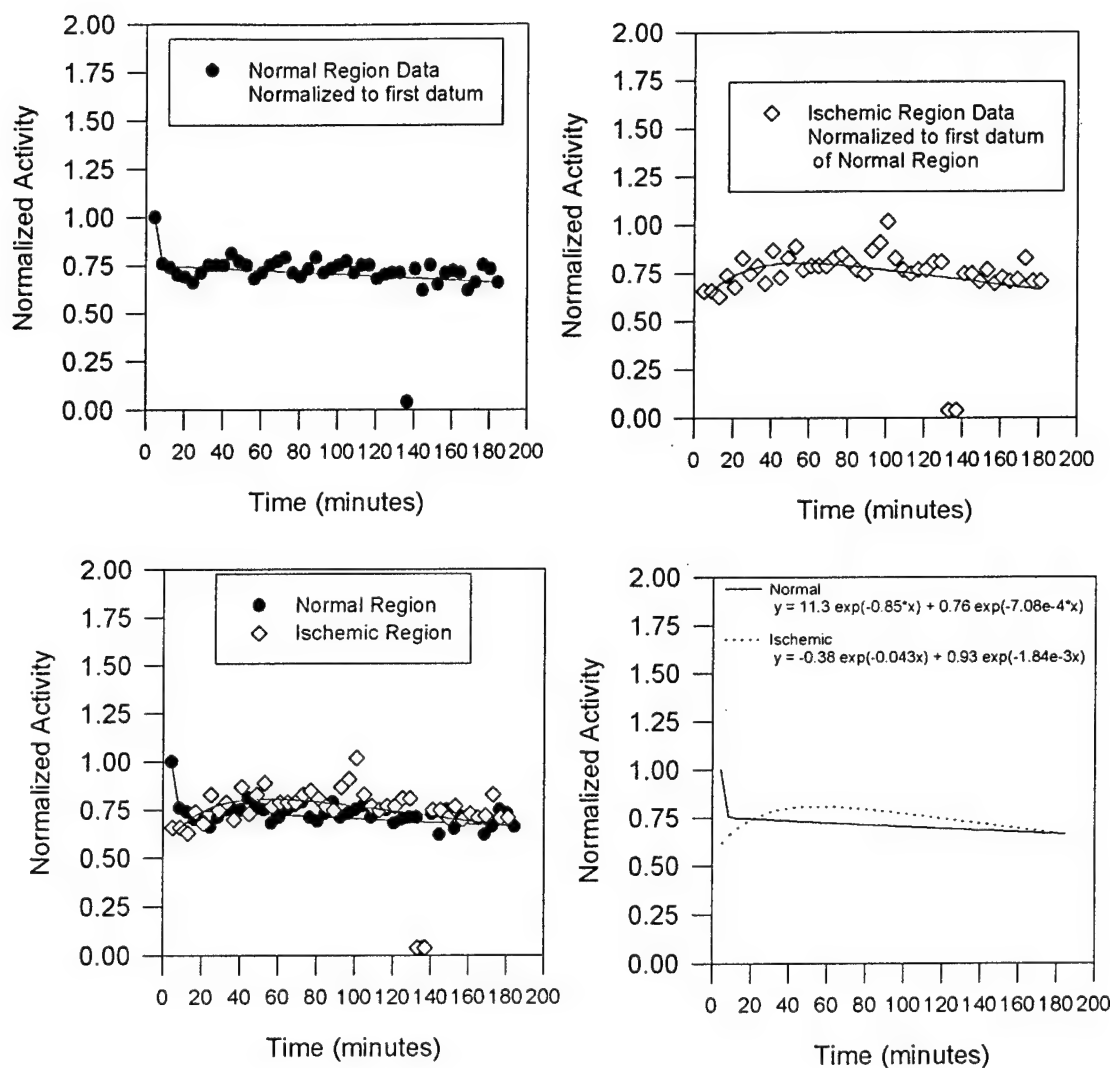 2.00
1.75
1.50
1.25
1.00
0.75
0.50
0.25
0.00
Normalized Activity
Normal Region Data
Normalized to first datum
0 20 40 60 80 100 120 140 160 180 200
Time (minutes)
2.00
1.75
1.50
1.25
1.00
0.75
0.50
0.25
0.00
Normalized Activity
Ischemic Region Data
Normalized to first datum
of Normal Region
0 20 40 60 80 100 120 140 160 180 200
Time (minutes)
2.00
1.75
1.50
1.25
1.00
0.75
0.50
0.25
0.00
Normalized Activity
Normal Region
Ischemic Region
0 20 40 60 80 100 120 140 160 180 200
Time (minutes)
2.00
1.75
1.50
1.25
1.00
0.75
0.50
0.25
0.00
Normalized Activity
Normal
y = 11.3 exp(-0.85*x) + 0.76 exp(-7.08e-4*x)
Ischemic
y = -0.38 exp(-0.043x) + 0.93 exp(-1.84e-3x)
0 20 40 60 80 100 120 140 160 180 200
Time (minutes)